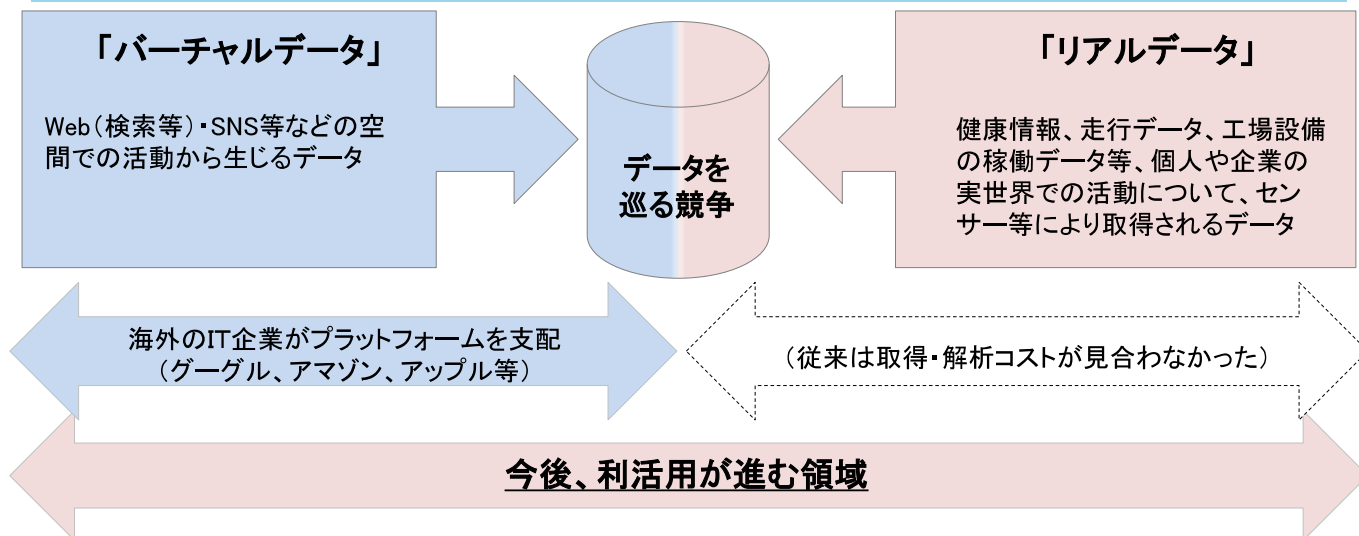 「バーチャルデータ」
Web(検索等)・SNS等などの空
間での活動から生じるデータ
データを
巡る競争
「リアルデータ」
健康情報、走行データ、工場設備
の稼働データ等、個人や企業の
実世界での活動について、セン
サー等により取得されるデータ
海外のIT企業がプラットフォームを支配
(グーグル、アマゾン、アップル等)
(従来は取得・解析コストが見合わなかった)
今後、利活用が進む領域